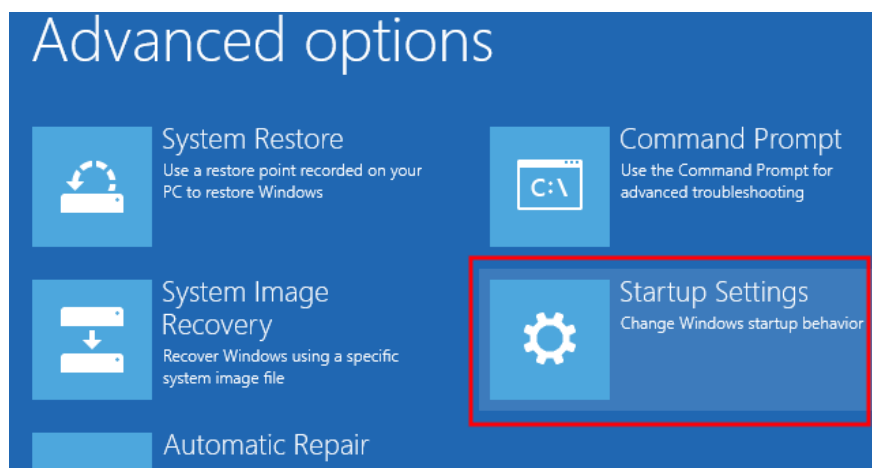 Advanced options
System Restore
Use a restore point recorded on your
PC to restore Windows
Command Prompt
Use the Command Prompt for
advanced troubleshooting
C:\
System Image
Recovery
Recover Windows using a specific
system image file
Startup Settings
Change Windows startup behavior
Automatic Repair